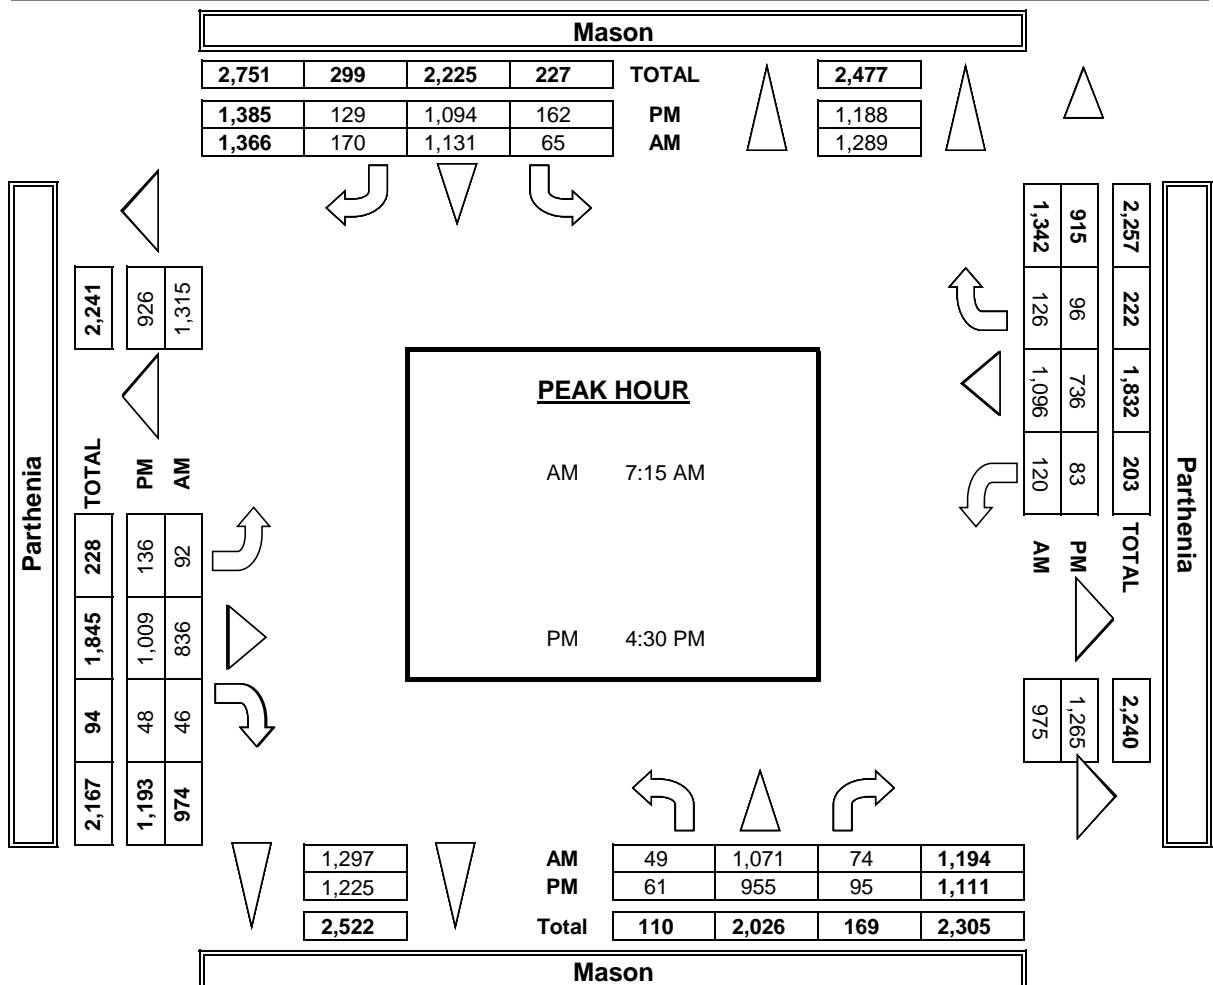 Mason
2,751 299 2,225 227 TOTAL 2,477
1,385 129 1,094 162 PM 1,188
1,366 170 1,131 65 AM 1,289
Parthenia
2,241
926
1,315
TOTAL
PM
AM
228 1,845 94 2,167
136 1,009 48 1,193
92 836 46 974
PEAK HOUR
AM 7:15 AM
PM 4:30 PM
2,257 222 1,832 203 TOTAL
915 96 736 83 PM
1,342 126 1,096 120 AM
2,240
1,265
975
Parthenia
1,297 AM 49 1,071 74 1,194
1,225 PM 61 955 95 1,111
2,522 Total 110 2,026 169 2,305
Mason